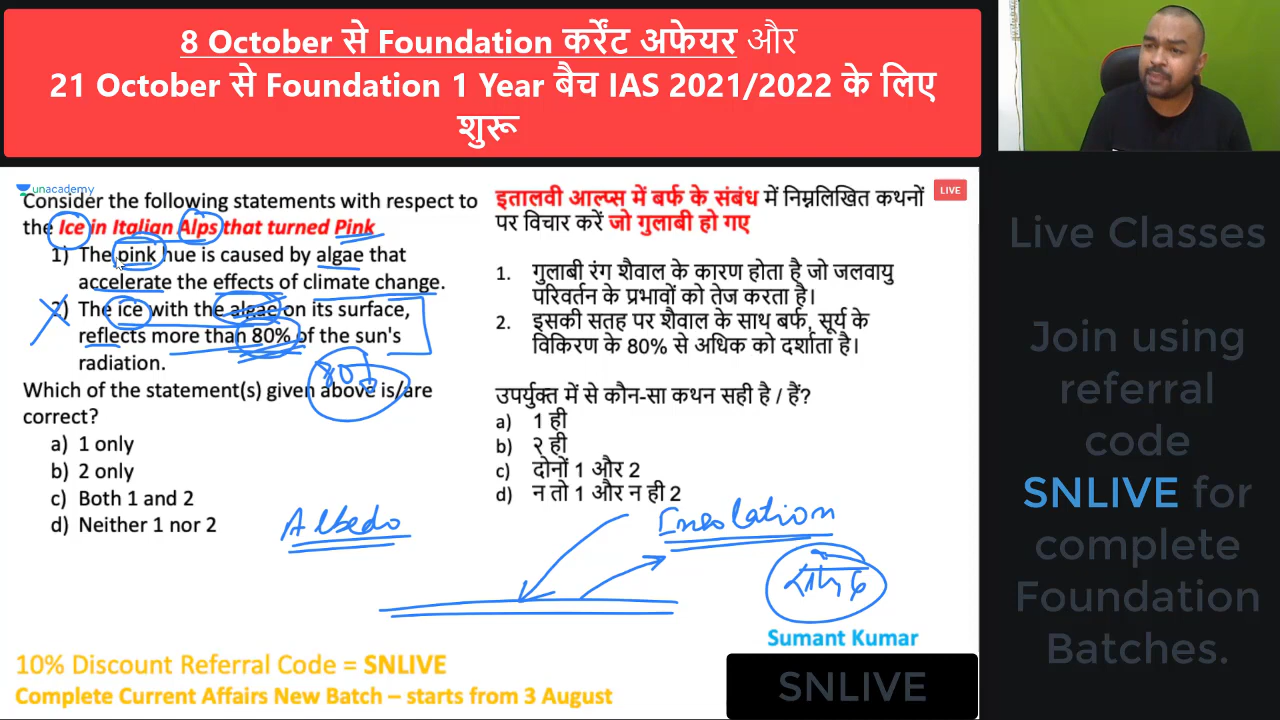 8 October से Foundation कर्रेंट अफेयर और
21 October से Foundation 1 Year बैच IAS 2021/2022 के लिए
शुरू
unacademy
Consider the following statements with respect to
the Ice in Italian Alps that turned Pink
1) The pink hue is caused by algae that
accelerate the effects of climate change.
2) The ice with the algae on its surface,
reflects more than 80% of the sun's
radiation.
Which of the statement(s) given above is/are
correct?
a) 1 only
b) 2 only
c) Both 1 and 2
d) Neither 1 nor 2
LIVE
इतालवी आल्प्स में बर्फ के संबंध में निम्नलिखित कथनों
पर विचार करें जो गुलाबी हो गए
1. गुलाबी रंग शैवाल के कारण होता है जो जलवायु
परिवर्तन के प्रभावों को तेज करता है।
2. इसकी सतह पर शैवाल के साथ बर्फ, सूर्य के
विकिरण के 80% से अधिक को दर्शाता है।
उपर्युक्त में से कौन-सा कथन सही है / हैं?
a) 1 ही
b) २ ही
c) दोनों 1 और 2
d) न तो 1 और न ही 2
Albedo
Insolation
Sumant Kumar
10% Discount Referral Code = SNLIVE
Complete Current Affairs New Batch – starts from 3 August
SNLIVE
Live Classes
Join using
referral
code
SNLIVE for
complete
Foundation
Batches.